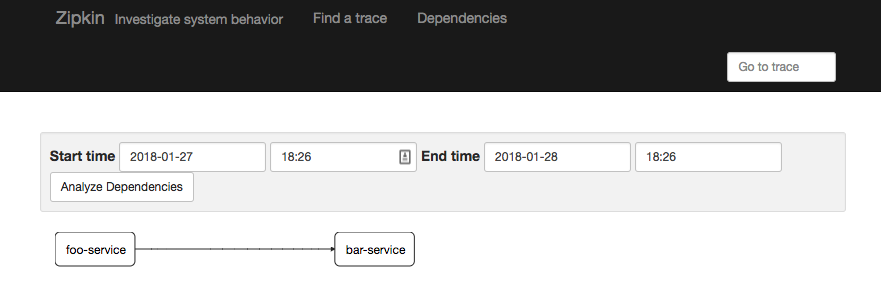 Zipkin Investigate system behavior Find a trace Dependencies
Go to trace
Start time 2018-01-27 18:26 End time 2018-01-28 18:26
Analyze Dependencies
foo-service bar-service